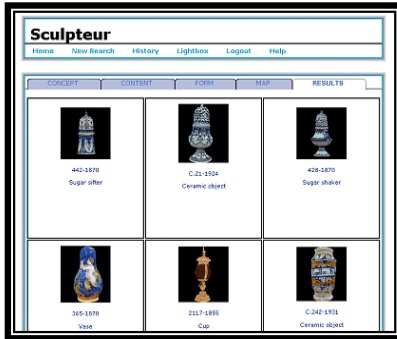 Sculpteur
Home New Search History Lightbox Logout Help
CONCEPT CONTENT FORM MAP RESULTS
442-1870 C.21-1924 428-1870
Sugar sifter Ceramic object Sugar shaker
365-1878 2117-1855 C.242-1931
Vase Cup Ceramic object